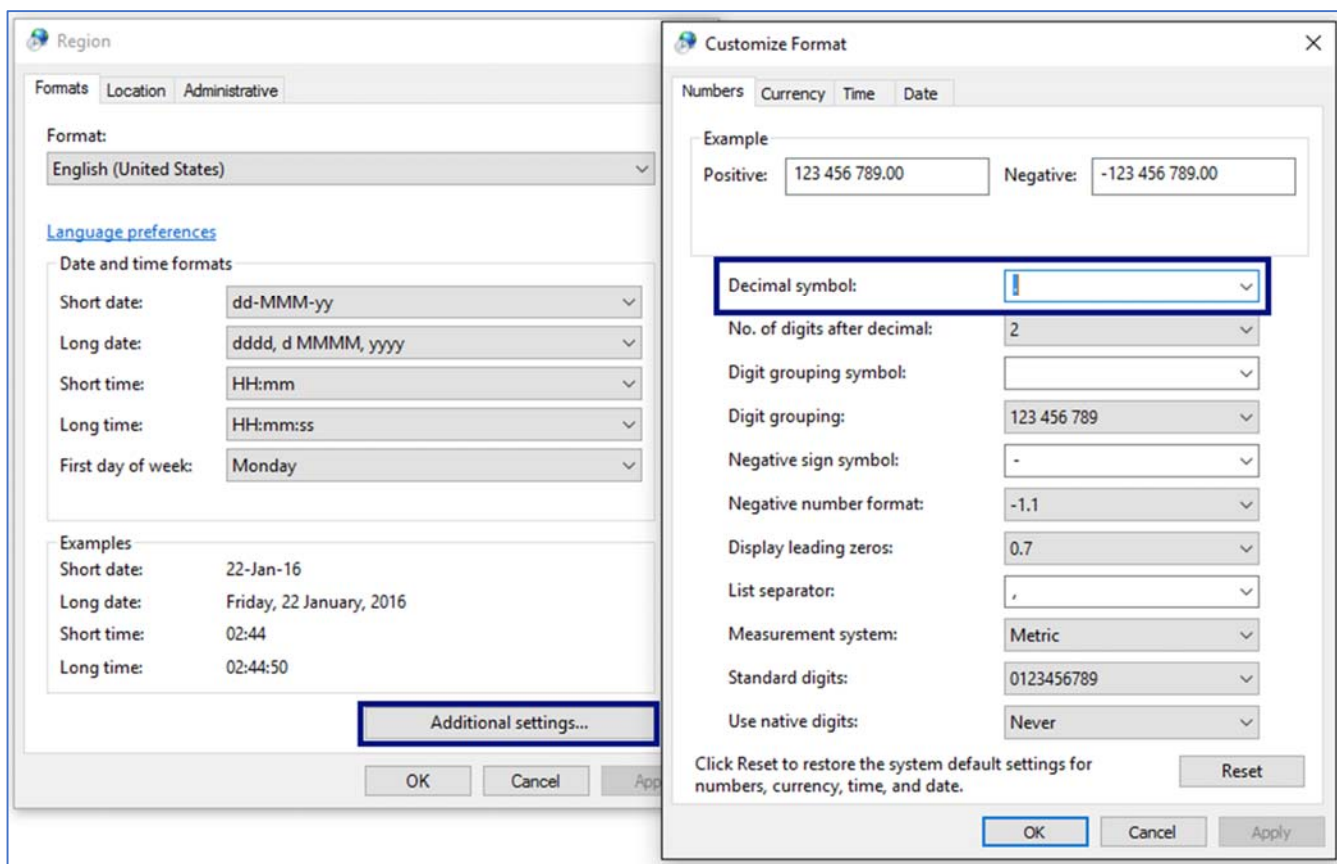 Region
Formats Location Administrative
Format:
English (United States)
Language preferences
Date and time formats
Short date: dd-MMM-yy
Long date: dddd, d MMMM, yyyy
Short time: HH:mm
Long time: HH:mm:ss
First day of week: Monday
Examples
Short date: 22-Jan-16
Long date: Friday, 22 January, 2016
Short time: 02:44
Long time: 02:44:50
Additional settings...
OK Cancel App
Customize Format
Numbers Currency Time Date
Example
Positive: 123 456 789.00 Negative: -123 456 789.00
Decimal symbol: .
No. of digits after decimal: 2
Digit grouping symbol:
Digit grouping: 123 456 789
Negative sign symbol: -
Negative number format: -1.1
Display leading zeros: 0.7
List separator: ,
Measurement system: Metric
Standard digits: 0123456789
Use native digits: Never
Click Reset to restore the system default settings for
numbers, currency, time, and date.
Reset
OK Cancel Apply